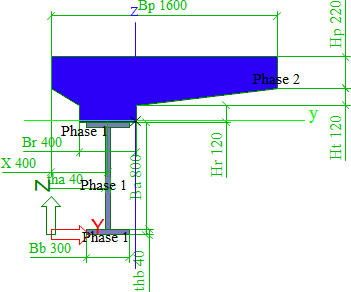 Bp 1600
Z
Hp 220
Phase 2
y
Phase 1
Br 400
Ht 120
Hr 120
X 400
Ba 800
tha 40
Phase 1
Z
Y
Phase 1
Bb 300
thb 40